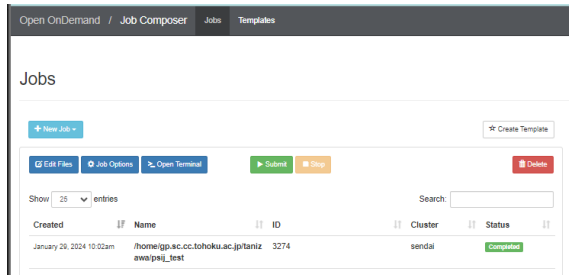 Open OnDemand / Job Composer Jobs Templates
Jobs
+ New Job
Create Template
Edit Files Job Options Open Terminal Submit Stop Delete
Show 25 entries Search:
Created Name ID Cluster Status
January 29, 2024 10:02am /home/gp.sc.cc.tohoku.ac.jp/taniz 3274 sendai Completed
awa/psij_test